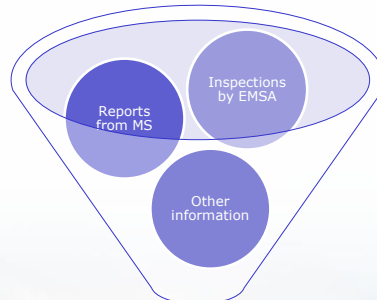 Inspections
by EMSA
Reports
from MS
Other
information